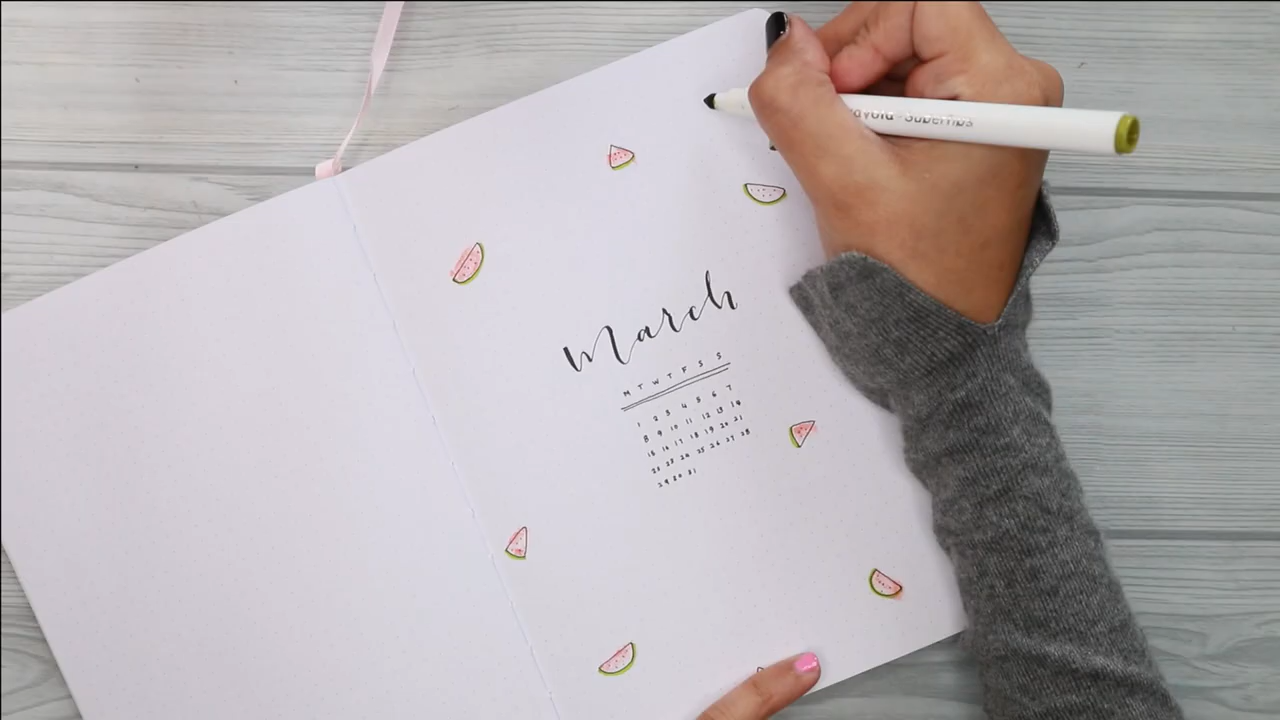 March
M T W T F S S
1 2 3 4 5 6 7
8 9 10 11 12 13 14
15 16 17 18 19 20 21
22 23 24 25 26 27 28
29 30 31
SuperTips